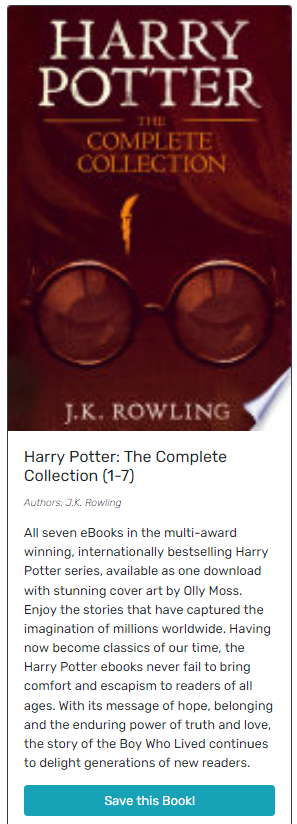 HARRY
POTTER
THE
COMPLETE
COLLECTION
J.K. ROWLING
Harry Potter: The Complete
Collection (1-7)
Authors: J.K. Rowling
All seven eBooks in the multi-award
winning, internationally bestselling Harry
Potter series, available as one download
with stunning cover art by Olly Moss.
Enjoy the stories that have captured the
imagination of millions worldwide. Having
now become classics of our time, the
Harry Potter ebooks never fail to bring
comfort and escapism to readers of all
ages. With its message of hope, belonging
and the enduring power of truth and love,
the story of the Boy Who Lived continues
to delight generations of new readers.
Save this Book!